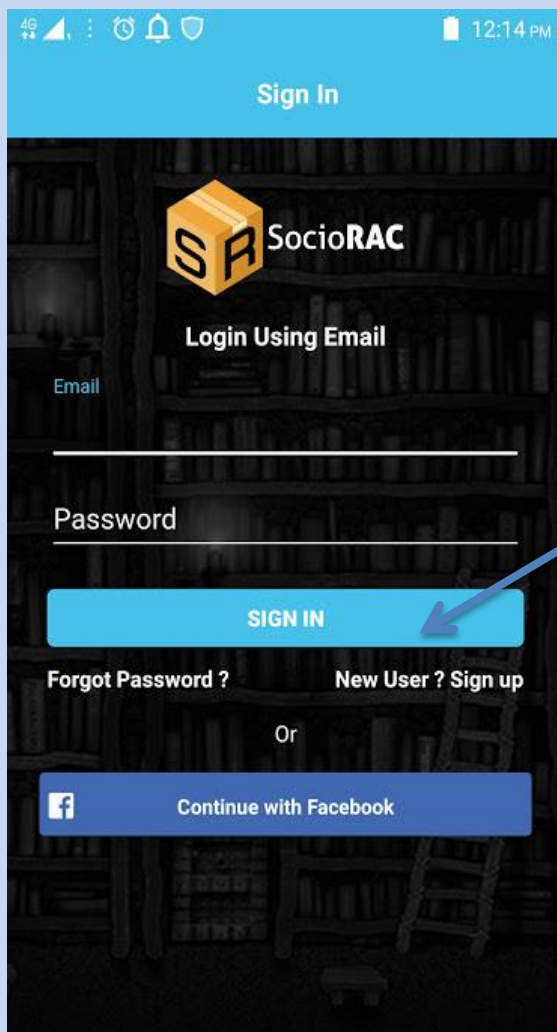 4G 12:14 PM
Sign In
SR SocioRAC
Login Using Email
Email
Password
SIGN IN
Forgot Password ? New User ? Sign up
Or
f Continue with Facebook